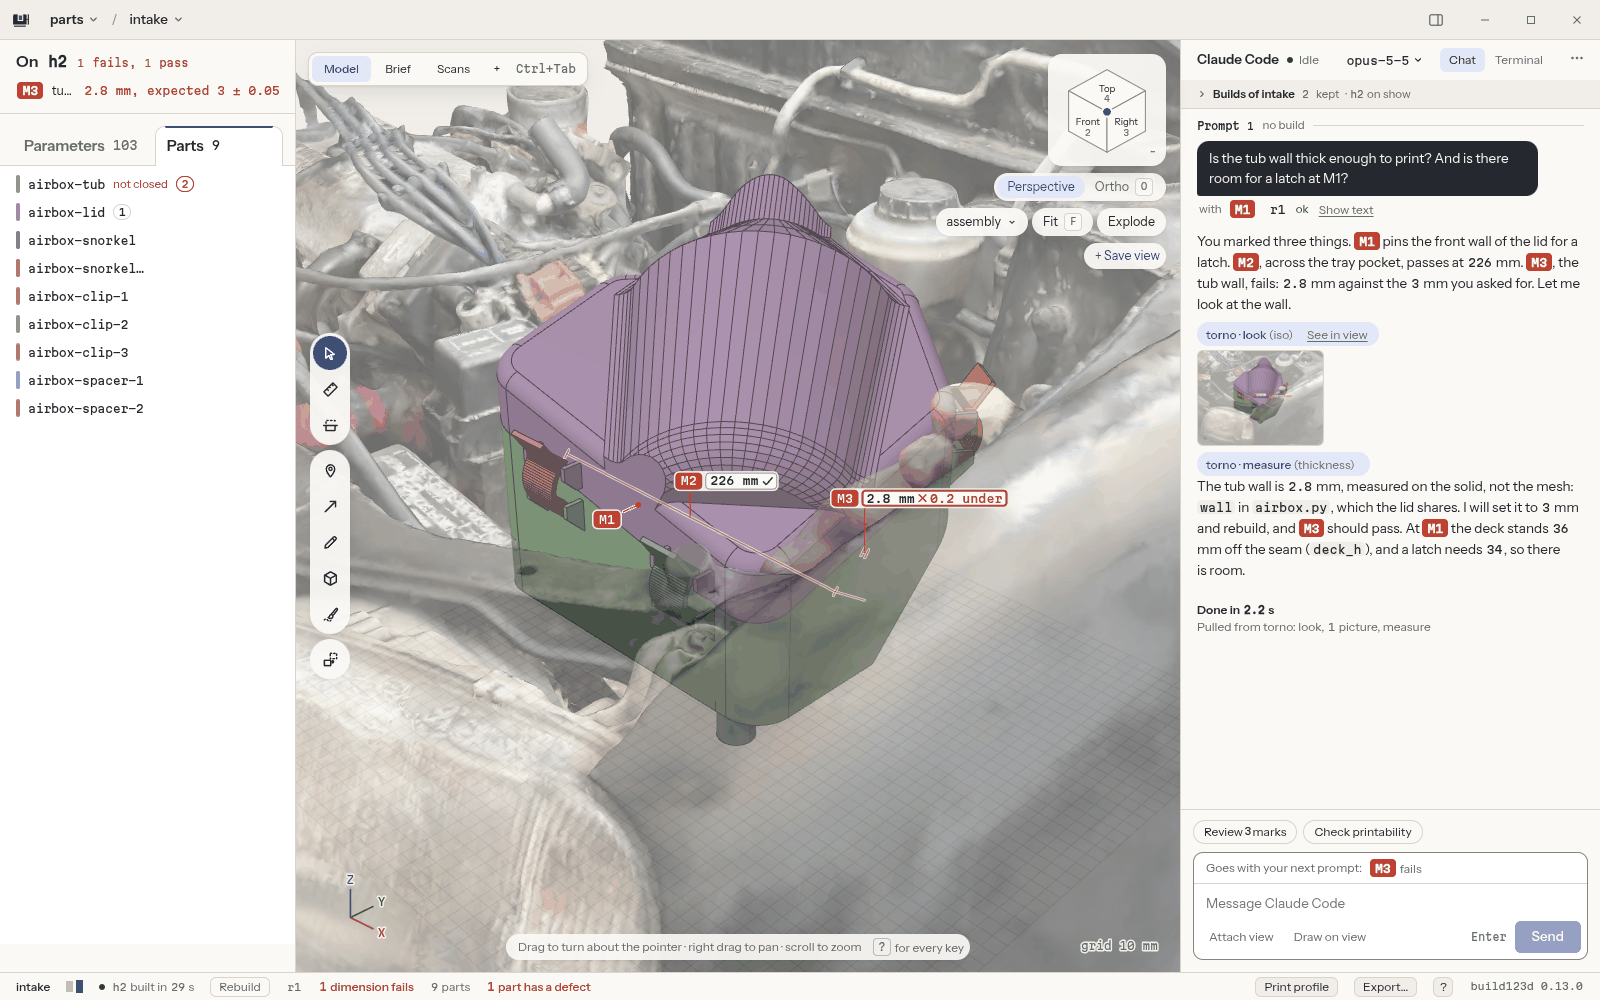 parts / intake
On h2 1 fails, 1 pass
M3 tu... 2.8 mm, expected 3 ± 0.05
Parameters 103
Parts 9
airbox-tub not closed 2
airbox-lid 1
airbox-snorkel
airbox-snorkel…
airbox-clip-1
airbox-clip-2
airbox-clip-3
airbox-spacer-1
airbox-spacer-2
Model Brief Scans + Ctrl+Tab
Top
4
Front
2
Right
3
Perspective Ortho 0
assembly Fit F Explode
+ Save view
M2 226 mm ✓
M3 2.8 mm × 0.2 under
M1
Z
Y
X
Drag to turn about the pointer · right drag to pan · scroll to zoom ? for every key
grid 10 mm
Claude Code ● Idle opus-5-5 Chat Terminal ...
Builds of intake 2 kept · h2 on show
Prompt 1 no build
Is the tub wall thick enough to print? And is there
room for a latch at M1?
with M1 r1 ok Show text
You marked three things. M1 pins the front wall of the lid for a
latch. M2, across the tray pocket, passes at 226 mm. M3, the
tub wall, fails: 2.8 mm against the 3 mm you asked for. Let me
look at the wall.
torno·look (iso) See in view
torno·measure (thickness)
The tub wall is 2.8 mm, measured on the solid, not the mesh:
wall in airbox.py, which the lid shares. I will set it to 3 mm
and rebuild, and M3 should pass. At M1 the deck stands 36
mm off the seam (deck_h), and a latch needs 34, so there
is room.
Done in 2.2 s
Pulled from torno: look, 1 picture, measure
Review 3 marks Check printability
Goes with your next prompt: M3 fails
Message Claude Code
Attach view Draw on view Enter Send
intake ● h2 built in 29 s Rebuild r1 1 dimension fails 9 parts 1 part has a defect Print profile Export... ? build123d 0.13.0